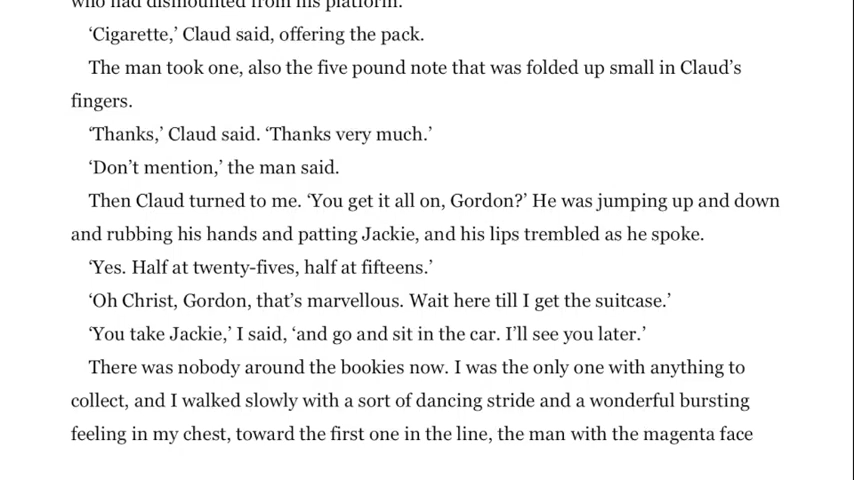 who had dismounted from his platform.
‘Cigarette,’ Claud said, offering the pack.
The man took one, also the five pound note that was folded up small in Claud’s
fingers.
‘Thanks,’ Claud said. ‘Thanks very much.’
‘Don’t mention,’ the man said.
Then Claud turned to me. ‘You get it all on, Gordon?’ He was jumping up and down
and rubbing his hands and patting Jackie, and his lips trembled as he spoke.
‘Yes. Half at twenty-fives, half at fifteens.’
‘Oh Christ, Gordon, that’s marvellous. Wait here till I get the suitcase.’
‘You take Jackie,’ I said, ‘and go and sit in the car. I’ll see you later.’
There was nobody around the bookies now. I was the only one with anything to
collect, and I walked slowly with a sort of dancing stride and a wonderful bursting
feeling in my chest, toward the first one in the line, the man with the magenta face